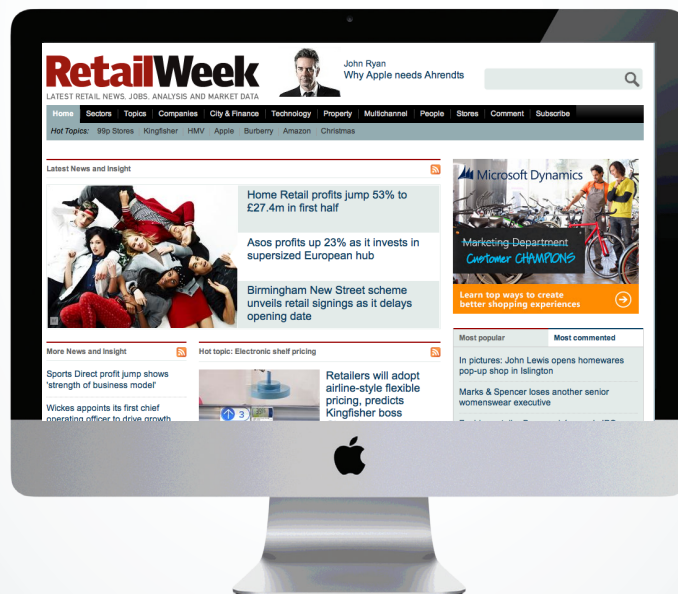 RetailWeek
LATEST RETAIL NEWS, JOBS, ANALYSIS AND MARKET DATA
John Ryan
Why Apple needs Ahrendts
Home Sectors Topics Companies City & Finance Technology Property Multichannel People Stores Comment Subscribe
Hot Topics: 99p Stores Kingfisher HMV Apple Burberry Amazon Christmas
Latest News and Insight
Home Retail profits jump 53% to
£27.4m in first half
Asos profits up 23% as it invests in
supersized European hub
Birmingham New Street scheme
unveils retail signings as it delays
opening date
Microsoft Dynamics
Marketing Department
Customer CHAMPIONS
Learn top ways to create
better shopping experiences
More News and Insight
Sports Direct profit jump shows
'strength of business model'
Wickes appoints its first chief
operating officer to drive growth
Hot topic: Electronic shelf pricing
3
Retailers will adopt
airline-style flexible
pricing, predicts
Kingfisher boss
Most popular
Most commented
In pictures: John Lewis opens homewares
pop-up shop in Islington
Marks & Spencer loses another senior
womenswear executive